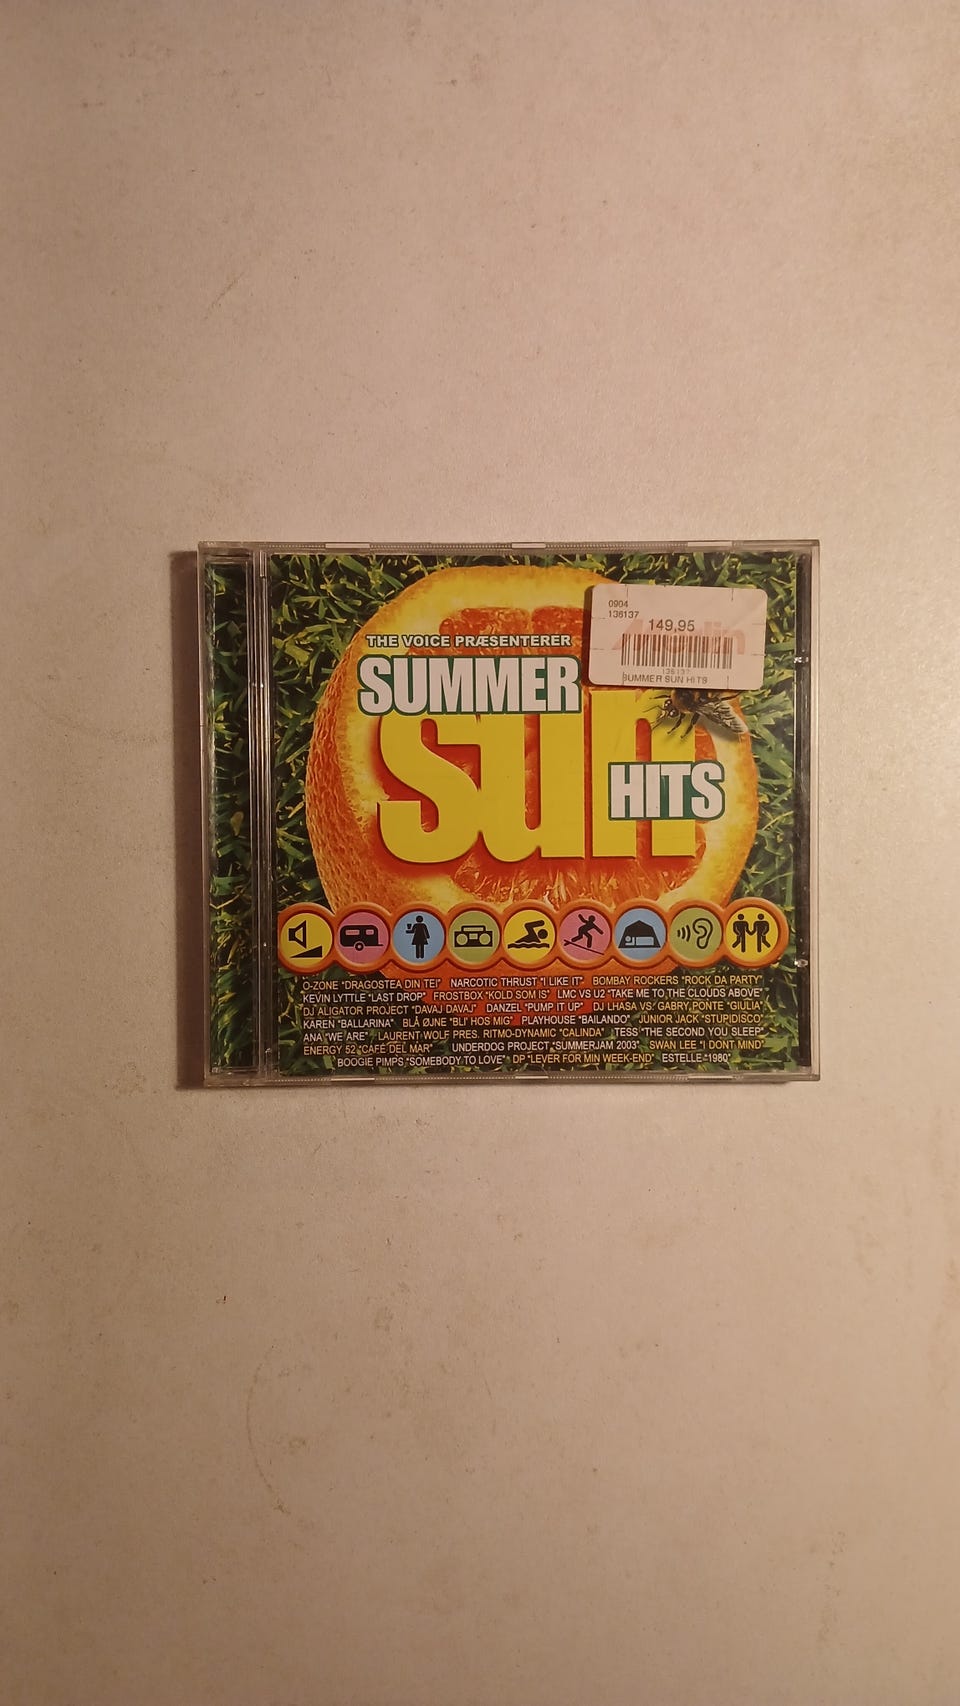 0904
136137
149,95
136137
SUMMER SUN HITS
THE VOICE PRÆSENTERER
SUMMER
sun
HITS
O-ZONE "DRAGOSTEA DIN TEI" NARCOTIC THRUST "I LIKE IT" BOMBAY ROCKERS "ROCK DA PARTY"
KEVIN LYTTLE "LAST DROP" FROSTBOX "KOLD SOM IS" LMC VS U2 "TAKE ME TO THE CLOUDS ABOVE"
DJ ALIGATOR PROJECT "DAVAJ DAVAJ" DANZEL "PUMP IT UP" DJ LHASA VS. GABRY PONTE "GIULIA"
KAREN "BALLARINA" BLÅ ØJNE "BLI' HOS MIG" PLAYHOUSE "BAILANDO" JUNIOR JACK "STUPIDISCO"
ANA "WE ARE" LAURENT WOLF PRES. RITMO-DYNAMIC "CALINDA" TESS "THE SECOND YOU SLEEP"
ENERGY 52 "CAFÉ DEL MAR" UNDERDOG PROJECT "SUMMERJAM 2003" SWAN LEE "I DONT MIND"
BOOGIE PIMPS "SOMEBODY TO LOVE" DP "LEVER FOR MIN WEEK-END" ESTELLE "1980"